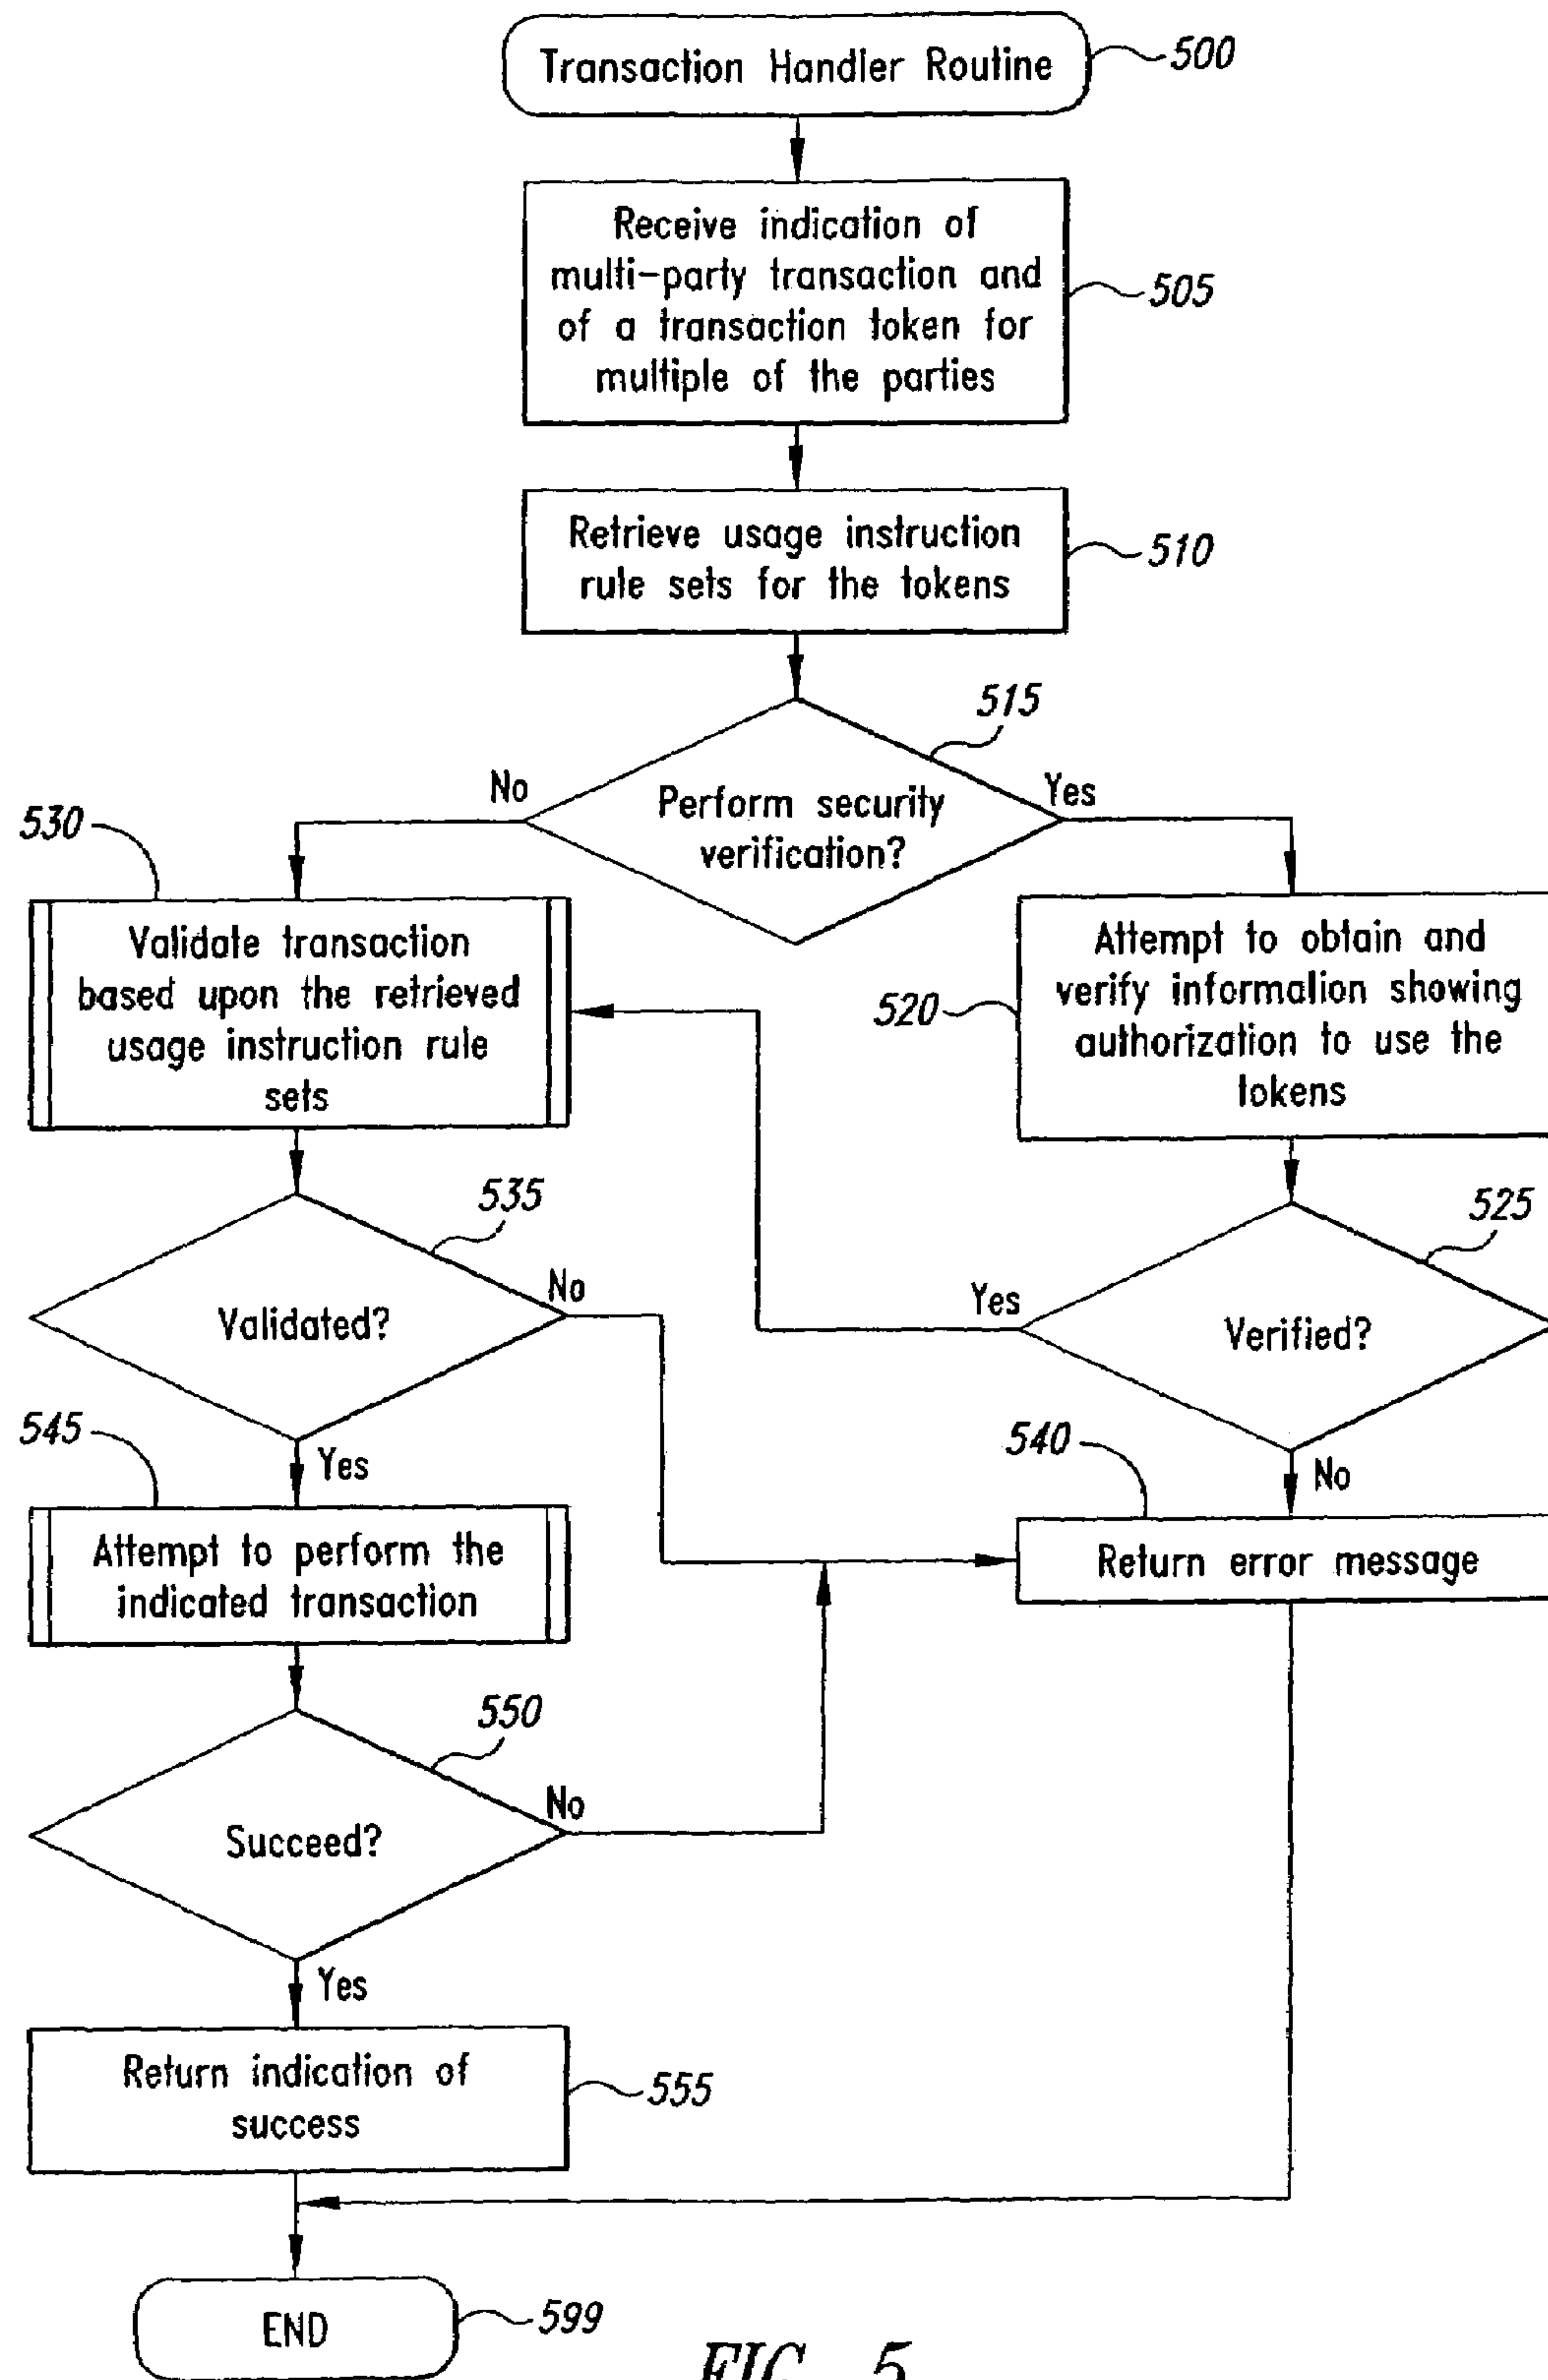 Transaction Handler Routine
500
Receive indication of
multi-party transaction and
of a transaction token for
multiple of the parties
505
Retrieve usage instruction
rule sets for the tokens
510
515
Perform security
verification?
No
Yes
530
Validate transaction
based upon the retrieved
usage instruction rule
sets
520
Attempt to obtain and
verify information showing
authorization to use the
tokens
535
Validated?
No
Yes
525
Verified?
Yes
No
545
Attempt to perform the
indicated transaction
540
Return error message
550
Succeed?
No
Yes
Return indication of
success
555
END
599
FIG. 5